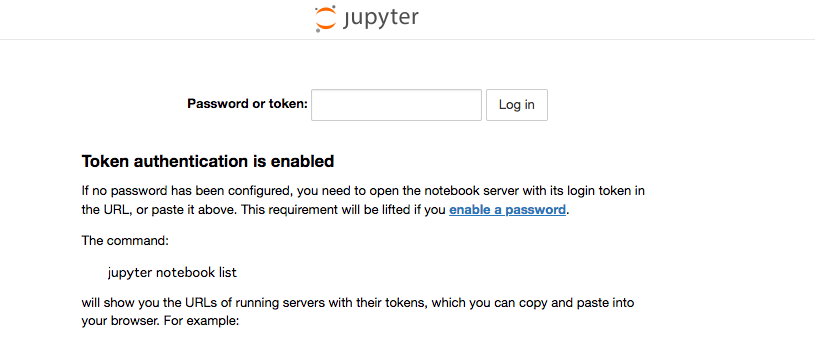 jupyter
Password or token: Log in
Token authentication is enabled
If no password has been configured, you need to open the notebook server with its login token in
the URL, or paste it above. This requirement will be lifted if you enable a password.
The command:
jupyter notebook list
will show you the URLs of running servers with their tokens, which you can copy and paste into
your browser. For example: